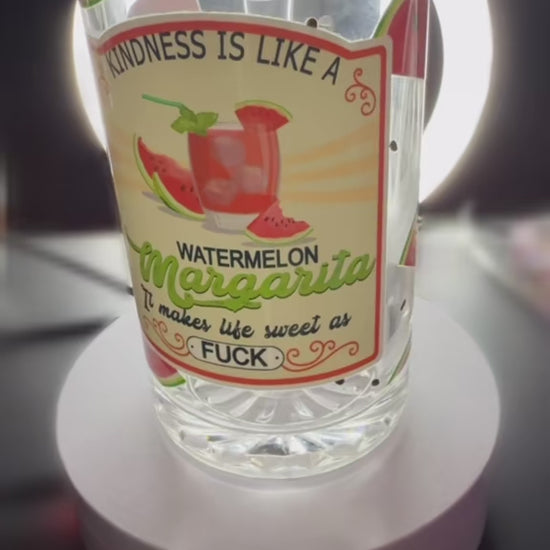 KINDNESS IS LIKE A
WATERMELON
Margarita
It makes life sweet as
FUCK